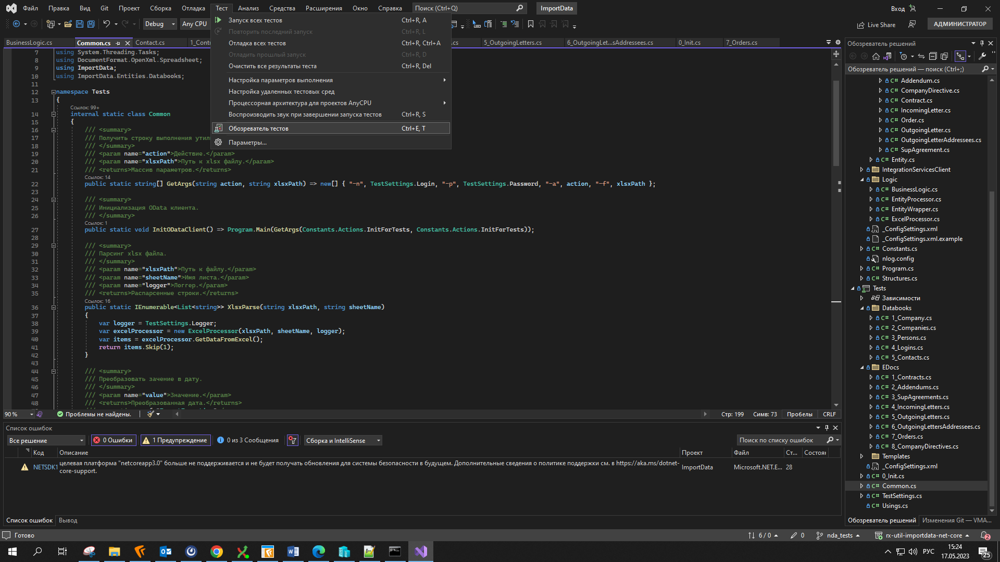 Файл Правка Вид Git Проект Сборка Отладка Тест Анализ Средства Расширения Окно Справка Поиск (Ctrl+Q) ImportData Вход
Debug Any CPU Live Share АДМИНИСТРАТОР
Запуск всех тестов Ctrl+R, A
Повторить последний запуск Ctrl+R, L
Отладка всех тестов Ctrl+R, Ctrl+A
Отладить прошлый запуск Ctrl+R, D
Очистить все результаты теста Ctrl+R, Del
Настройка параметров выполнения
Настройка удаленных тестовых сред
Процессорная архитектура для проектов AnyCPU
Воспроизводить звук при завершении запуска тестов Ctrl+R, S
Обозреватель тестов Ctrl+E, T
Параметры...
BusinessLogic.cs Common.cs Contact.cs 1_Contr .cs 5_OutgoingLetters.cs 6_OutgoingLet...sAddressees.cs 0_Init.cs 7_Orders.cs
7 using System.Threading.Tasks;
8 using DocumentFormat.OpenXml.Spreadsheet;
9 using ImportData;
10 using ImportData.Entities.Databooks;
11
12 namespace Tests
13 {
Ссылок: 99+
14 internal static class Common
15 {
16 /// <summary>
17 /// Получить строку выполнения утил
18 /// </summary>
19 /// <param name="action">Действие.</param>
20 /// <param name="xlsxPath">Путь к xlsx файлу.</param>
21 /// <returns>Массив параметров.</returns>
Ссылок: 14
22 public static string[] GetArgs(string action, string xlsxPath) => new[] { "-n", TestSettings.Login, "-p", TestSettings.Password, "-a", action, "-f", xlsxPath };
23
24 /// <summary>
25 /// Инициализация OData клиента.
26 /// </summary>
Ссылок: 1
27 public static void InitODataClient() => Program.Main(GetArgs(Constants.Actions.InitForTests, Constants.Actions.InitForTests));
28
29 /// <summary>
30 /// Парсинг xlsx файла.
31 /// </summary>
32 /// <param name="xlsxPath">Путь к файлу.</param>
33 /// <param name="sheetName">Имя листа.</param>
34 /// <param name="logger">Логгер.</param>
35 /// <returns>Распарсенные строки.</returns>
Ссылок: 16
36 public static IEnumerable<List<string>> XlsxParse(string xlsxPath, string sheetName)
37 {
38 var logger = TestSettings.Logger;
39 var excelProcessor = new ExcelProcessor(xlsxPath, sheetName, logger);
40 var items = excelProcessor.GetDataFromExcel();
41 return items.Skip(1);
42 }
43
44 /// <summary>
45 /// Преобразовать зачение в дату.
46 /// </summary>
47 /// <param name="value">Значение.</param>
48 /// <returns>Преобразованная дата.</returns>
90 % Проблемы не найдены. Стр: 199 Симв: 73 Пробелы CRLF
Список ошибок
Все решение 0 Ошибки 1 Предупреждение 0 из 3 Сообщения Сборка и IntelliSense Поиск по списку ошибок
Код Описание Проект Файл Ст... Состоян
NETSDK1 целевая платформа "netcoreapp3.0" больше не поддерживается и не будет получать обновления для системы безопасности в будущем. Дополнительные сведения о политике поддержки см. в https://aka.ms/dotnet-
core-support. ImportData Microsoft.NET.E... 28
Список ошибок Вывод
Обозреватель решений
Обозреватель решений — поиск (Ctrl+;)
C# Addendum.cs
C# CompanyDirective.cs
C# Contract.cs
C# IncomingLetter.cs
C# Order.cs
C# OutgoingLetter.cs
C# OutgoingLetterAddressees.cs
C# SupAgreement.cs
C# Entity.cs
IntegrationServicesClient
Logic
C# BusinessLogic.cs
C# EntityProcessor.cs
C# EntityWrapper.cs
C# ExcelProcessor.cs
_ConfigSettings.xml
_ConfigSettings.xml.example
C# Constants.cs
nlog.config
C# Program.cs
C# Structures.cs
Tests
Зависимости
Databooks
C# 1_Company.cs
C# 2_Companies.cs
C# 3_Persons.cs
C# 4_Logins.cs
C# 5_Contacts.cs
EDocs
C# 1_Contracts.cs
C# 2_Addendums.cs
C# 3_SupAgreements.cs
C# 4_IncomingLetters.cs
C# 5_OutgoingLetters.cs
C# 6_OutgoingLettersAddressees.cs
C# 7_Orders.cs
C# 8_CompanyDirectives.cs
Templates
_ConfigSettings.xml
C# 0_Init.cs
C# Common.cs
C# TestSettings.cs
C# Usings.cs
Обозреватель решений Изменения Git — VMA...
Готово 6 / 0 0 nda_tests rx-util-importdata-net-core 2
РУС 15:24
17.05.2023 25